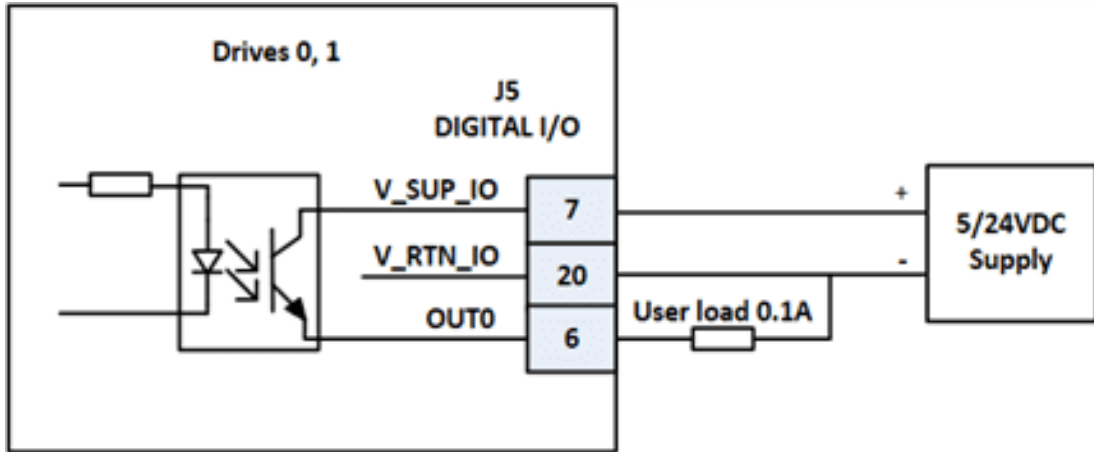 Drives 0, 1
J5
DIGITAL I/O
V_SUP_IO
7
+
5/24VDC
Supply
V_RTN_IO
20
-
OUT0
6
User load 0.1A